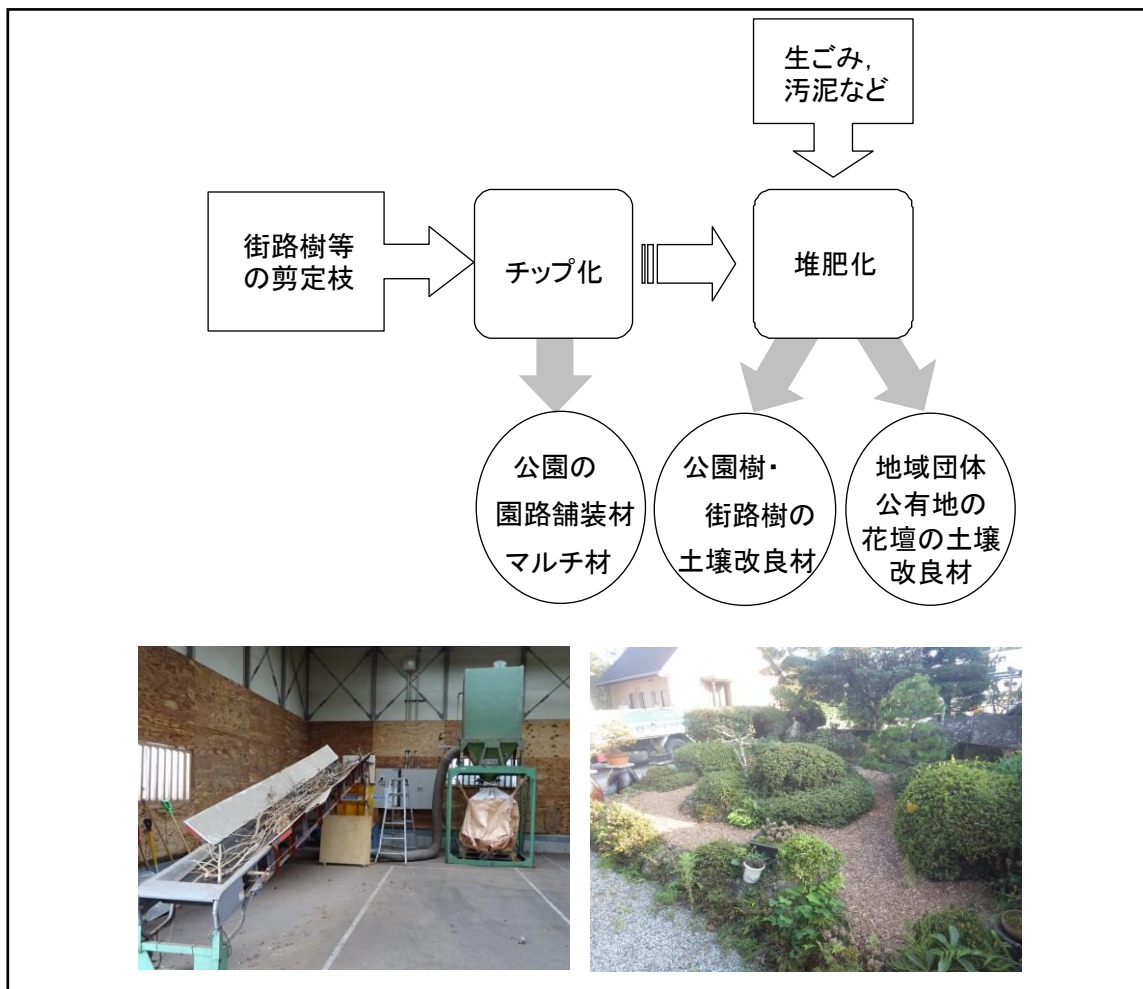 生ごみ,
汚泥など
街路樹等
の剪定枝
チップ化
堆肥化
公園の
園路舗装材
マルチ材
公園樹・
街路樹の
土壌改良材
地域団体
公有地の
花壇の土壌
改良材